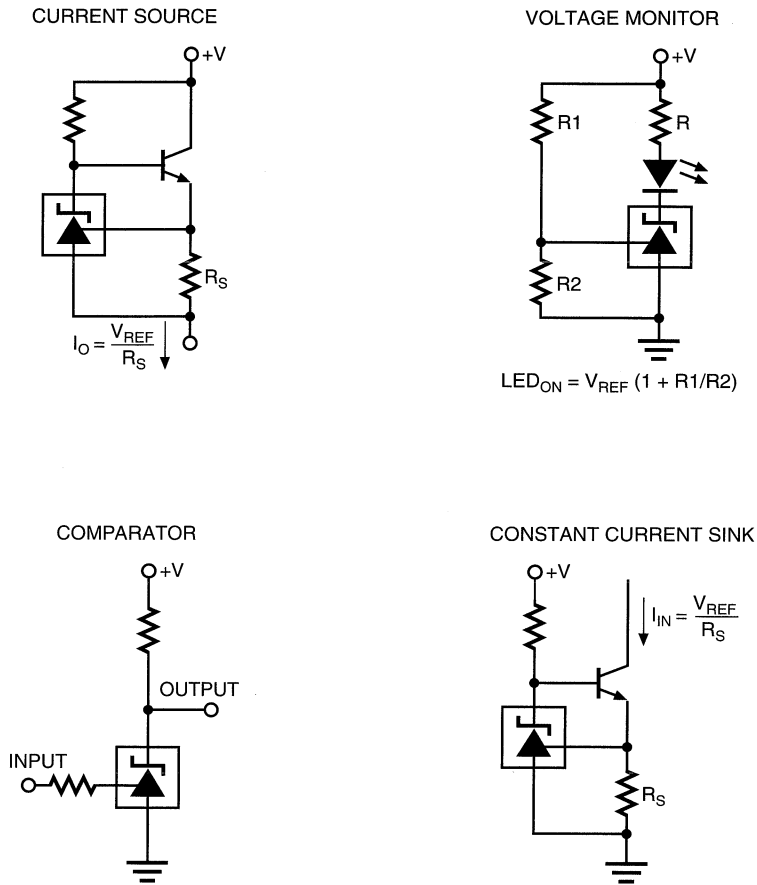 CURRENT SOURCE
+V
R_S
I_O = V_REF / R_S
VOLTAGE MONITOR
+V
R1
R
R2
LED_ON = V_REF (1 + R1/R2)
COMPARATOR
+V
OUTPUT
INPUT
CONSTANT CURRENT SINK
+V
I_IN = V_REF / R_S
R_S